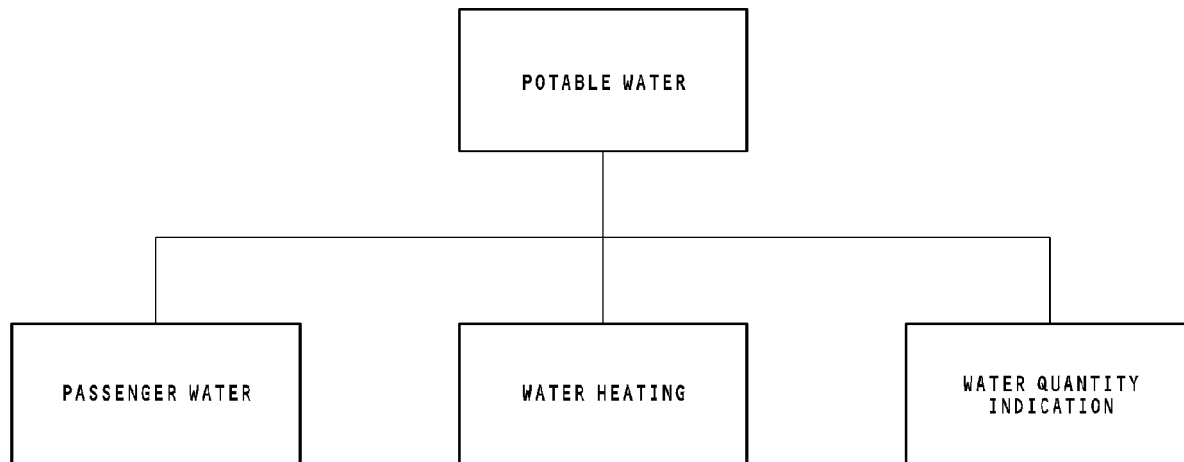 POTABLE WATER
PASSENGER WATER
WATER HEATING
WATER QUANTITY
INDICATION